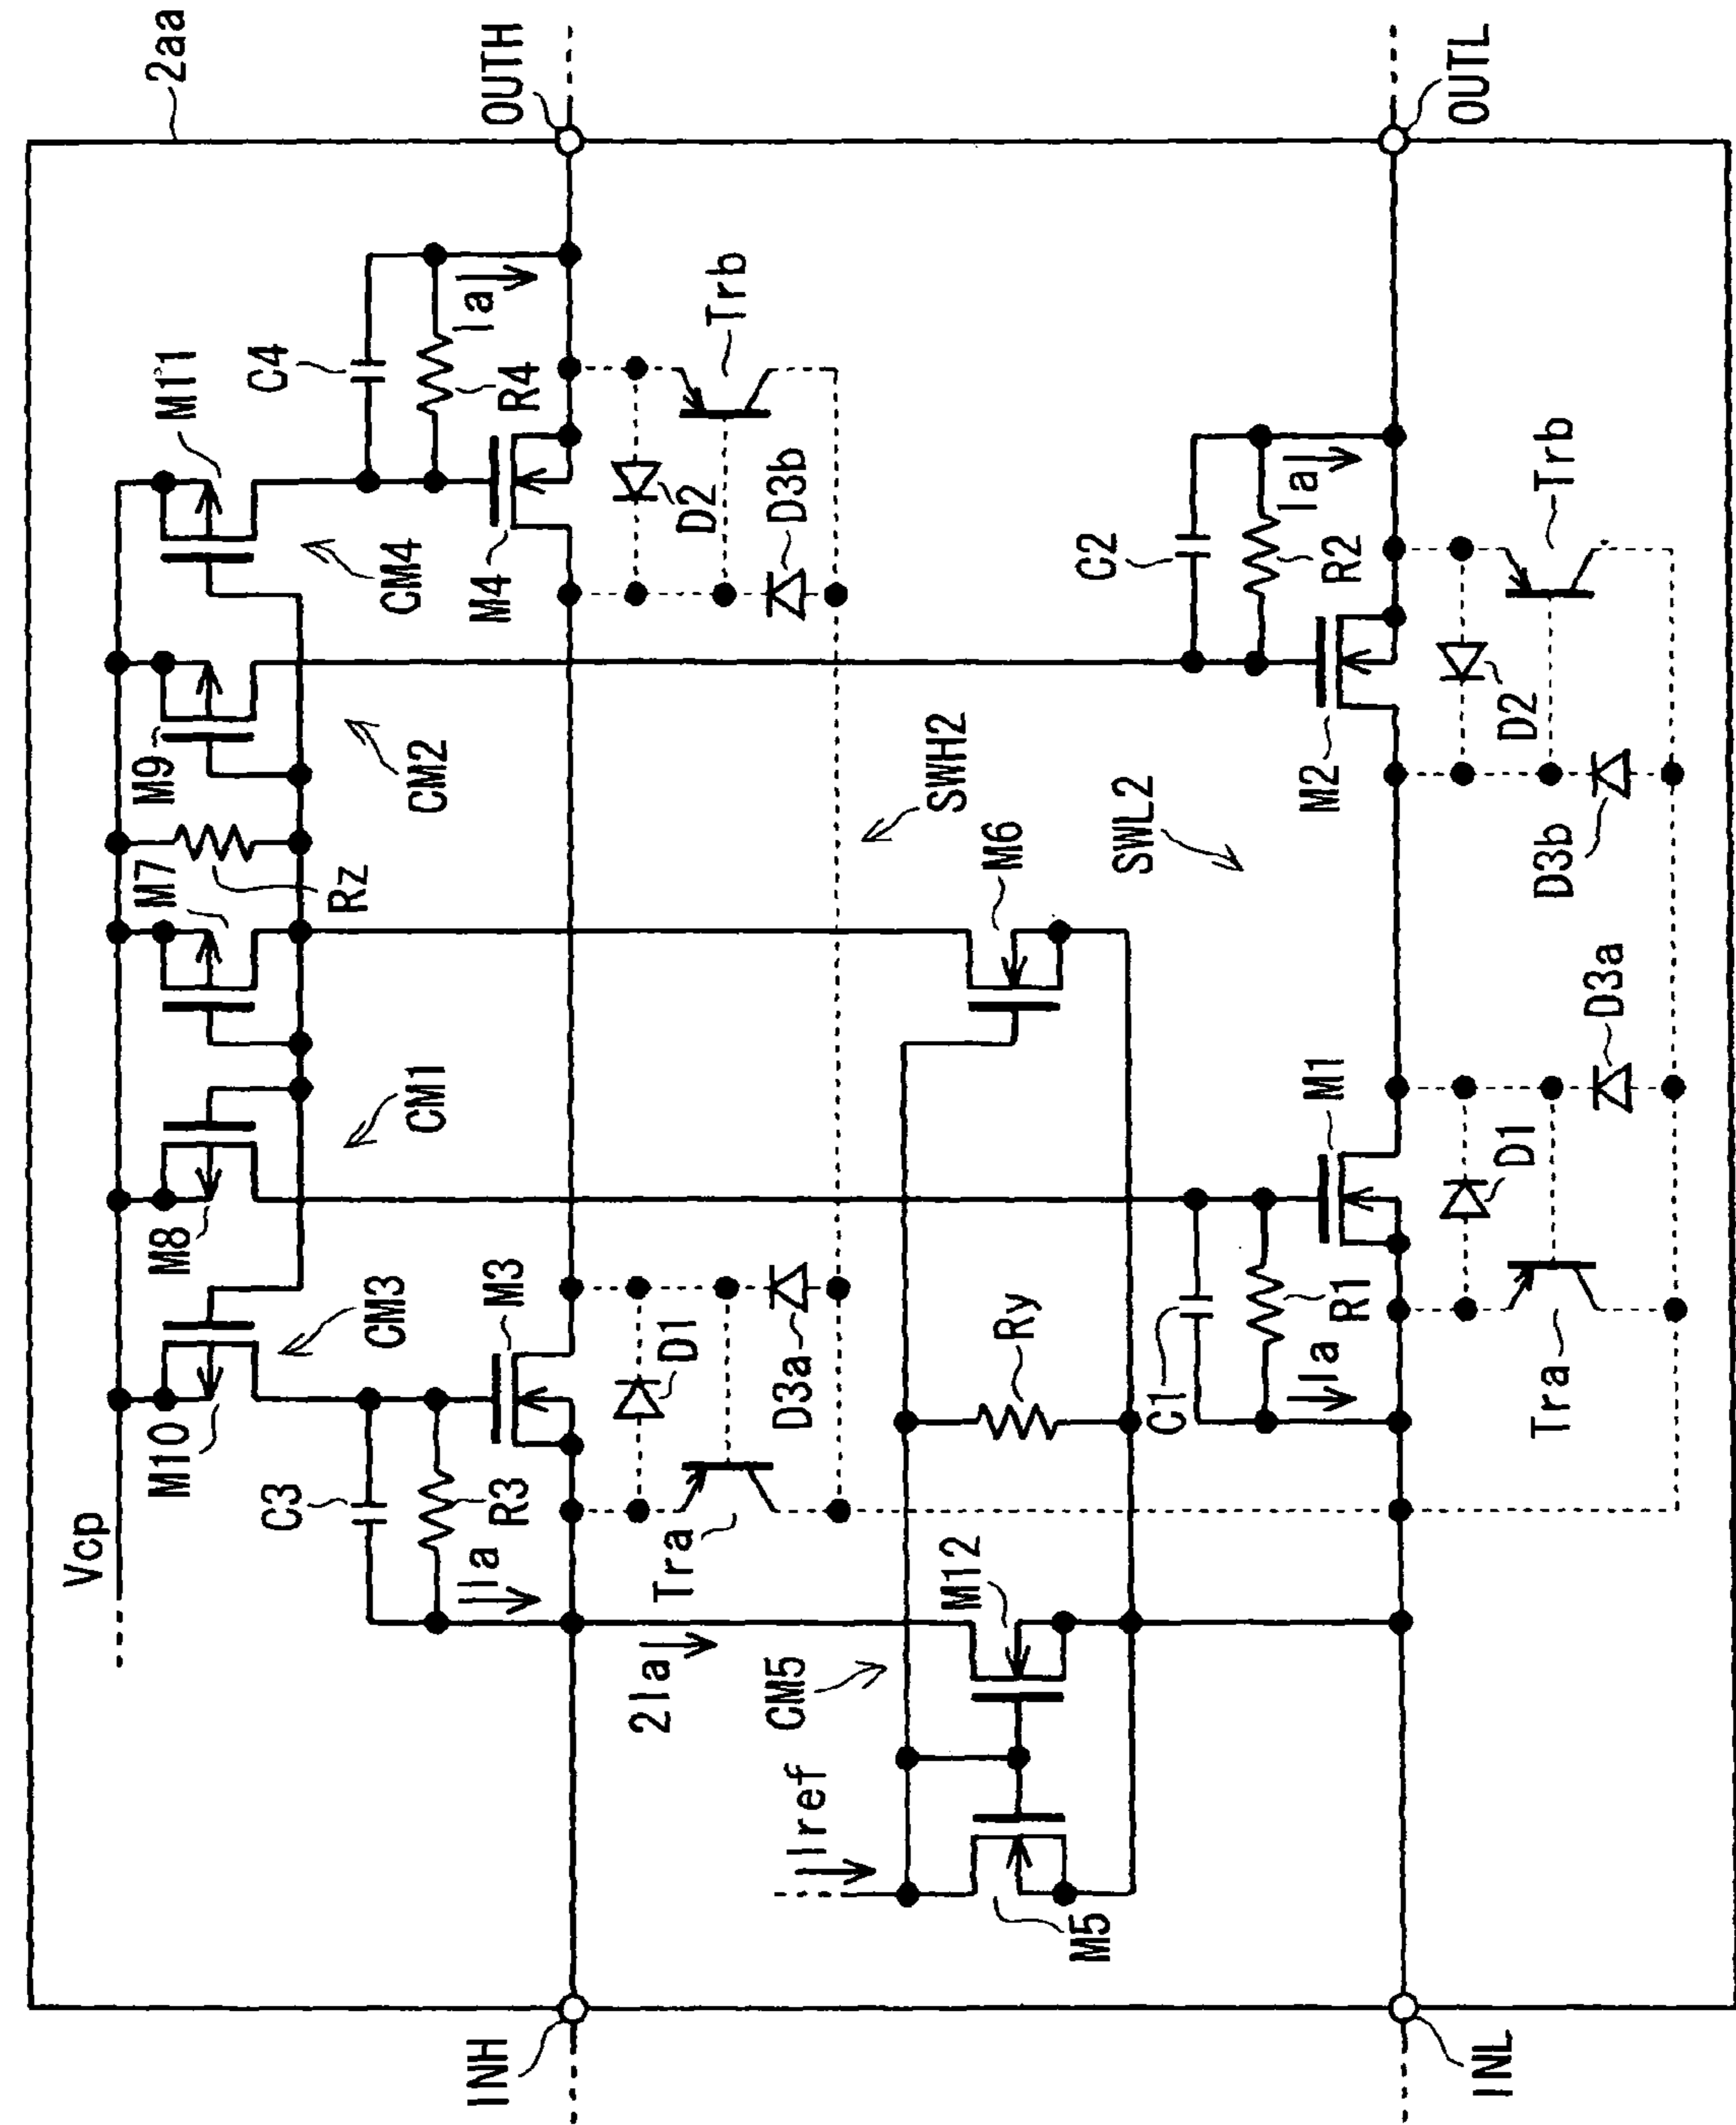 2aa
Vcp
M10
M8
M7
M9
M11
Rz
CM3
CM1
CM2
CM4
C3
C4
R3
Ia
M3
M4
R4
Ia
INH
OUTH
Tra
D1
D3a
D2
D3b
Trb
2Ia
SWH2
Iref
CM5
M12
M5
Ry
M6
SWL2
C1
R1
Ia
M1
C2
R2
Ia
M2
INL
OUTL
Tra
D1
D3a
D3b
D2
Trb